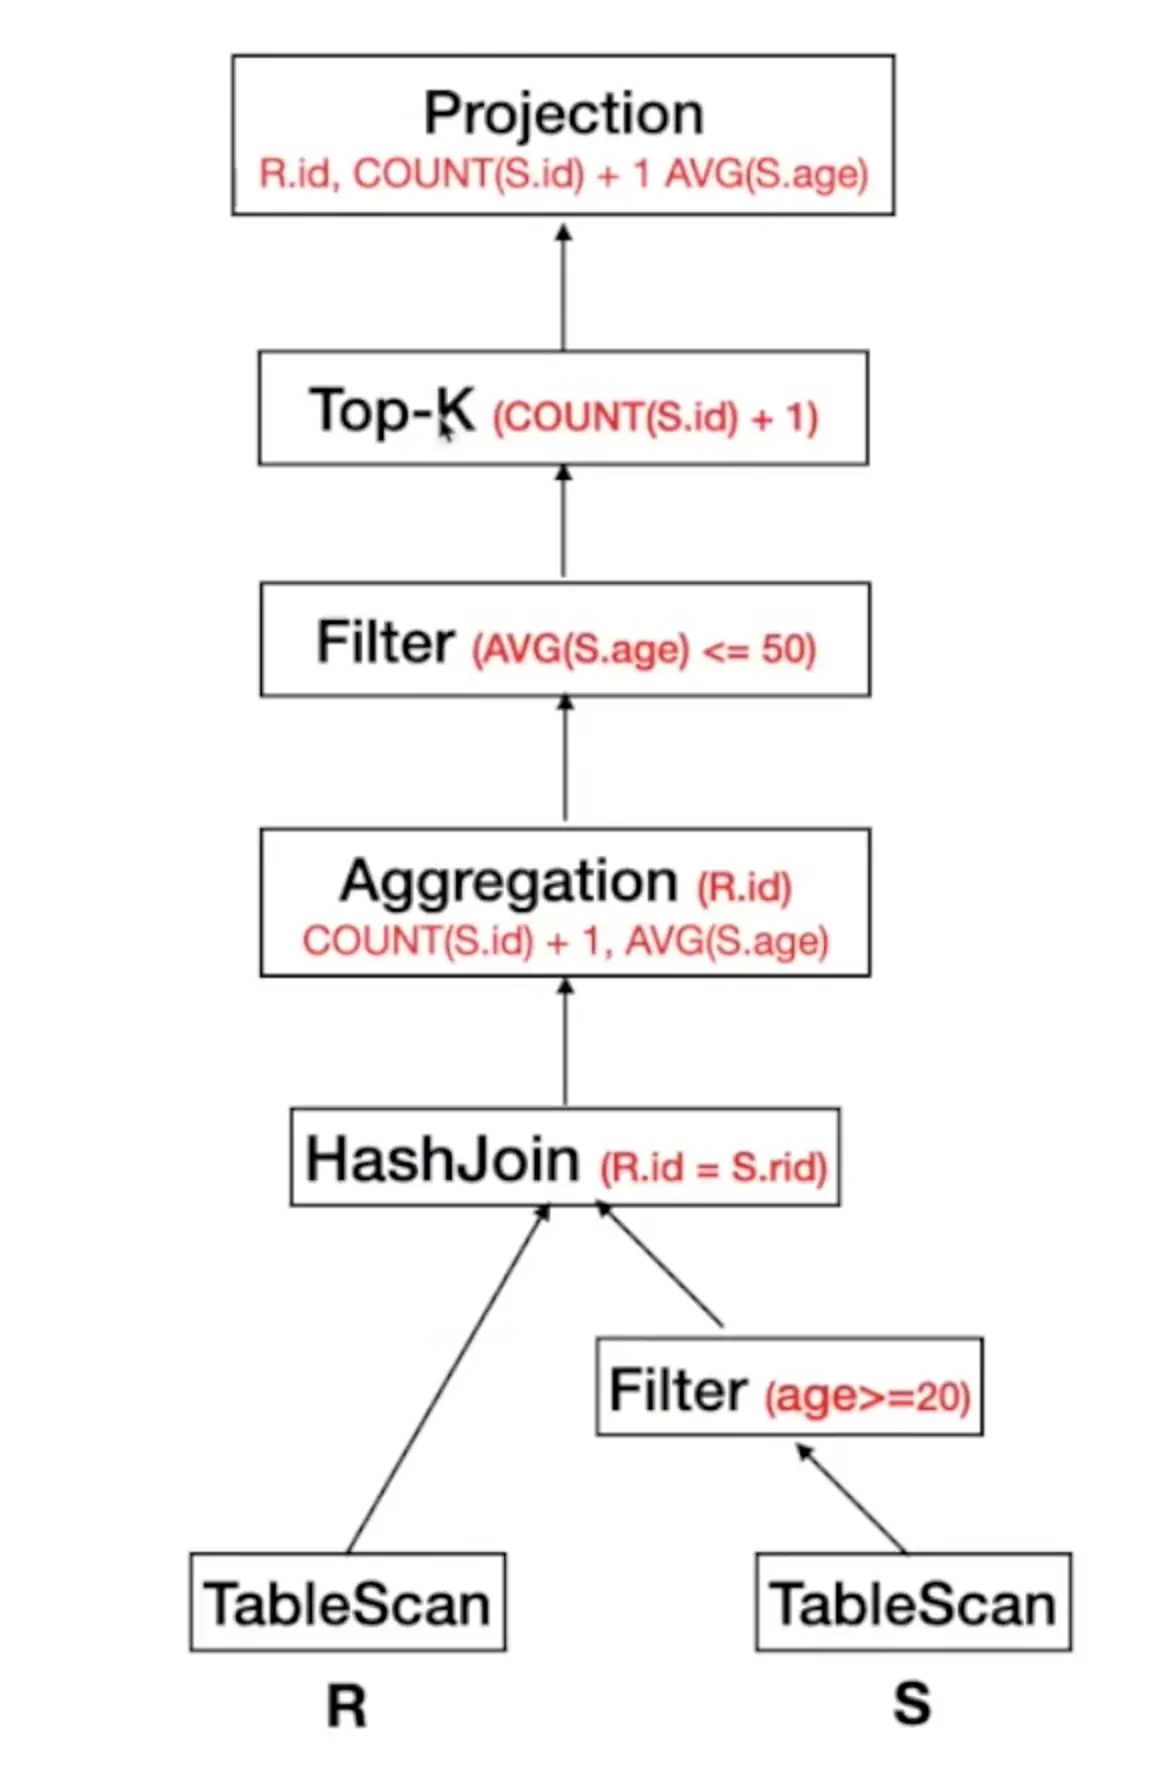 Projection
R.id, COUNT(S.id) + 1 AVG(S.age)
Top-K (COUNT(S.id) + 1)
Filter (AVG(S.age) <= 50)
Aggregation (R.id)
COUNT(S.id) + 1, AVG(S.age)
HashJoin (R.id = S.rid)
Filter (age>=20)
TableScan TableScan
R S